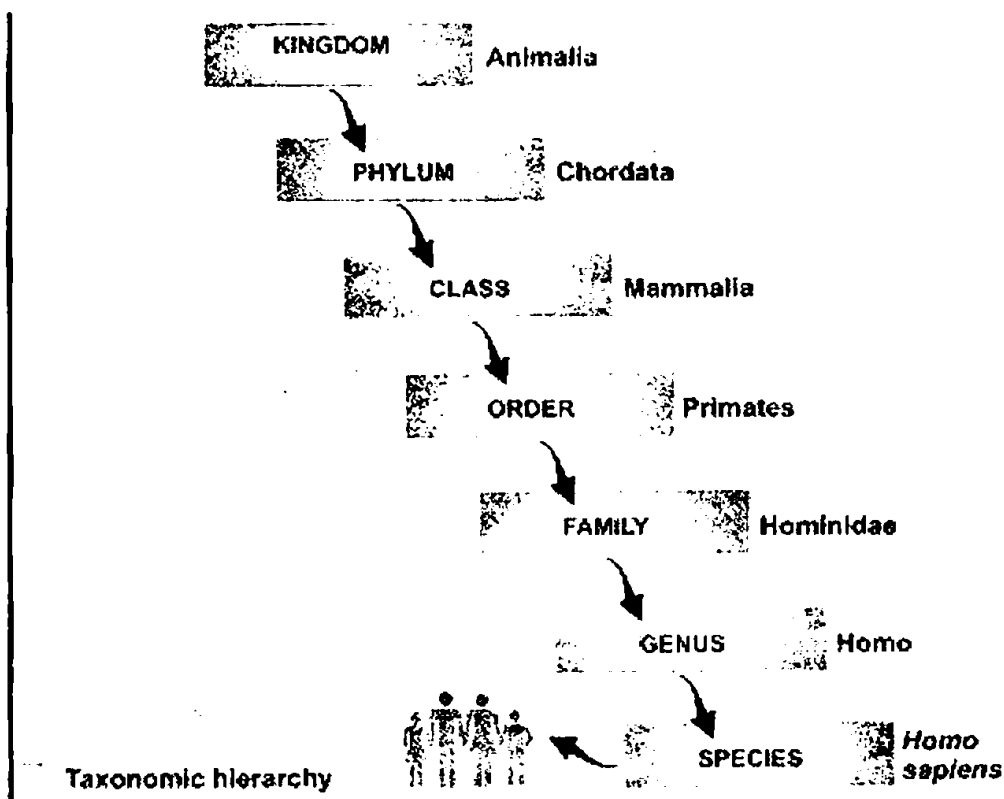 KINGDOM Animalia
PHYLUM Chordata
CLASS Mammalia
ORDER Primates
FAMILY Hominidae
GENUS Homo
SPECIES Homo
sapiens
Taxonomic hierarchy